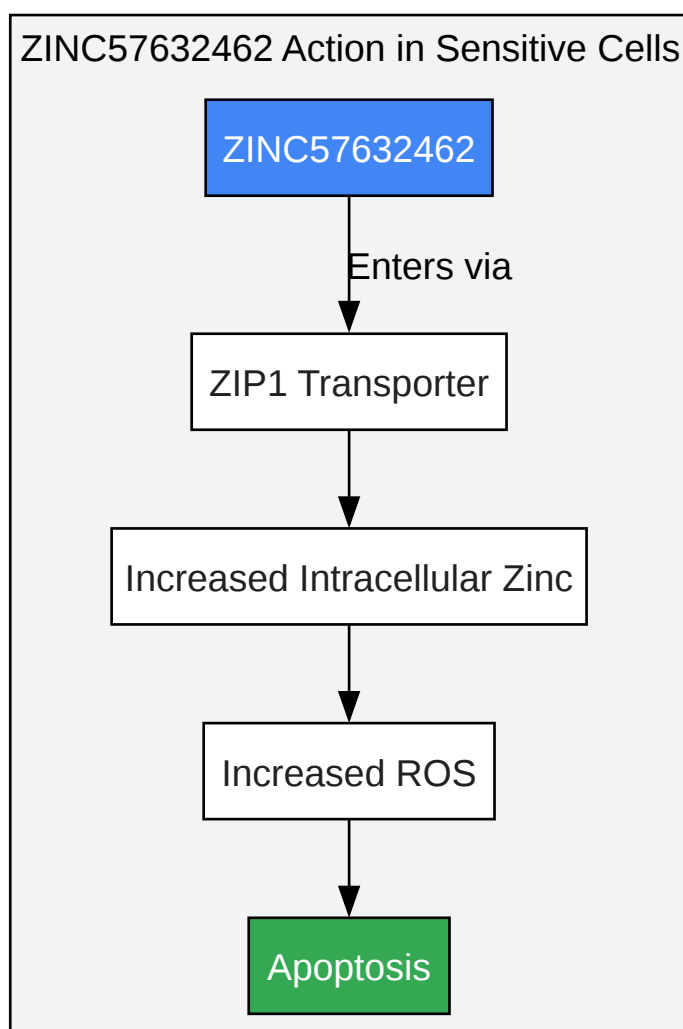 ZINC57632462 Action in Sensitive Cells
ZINC57632462
Enters via
ZIP1 Transporter
Increased Intracellular Zinc
Increased ROS
Apoptosis